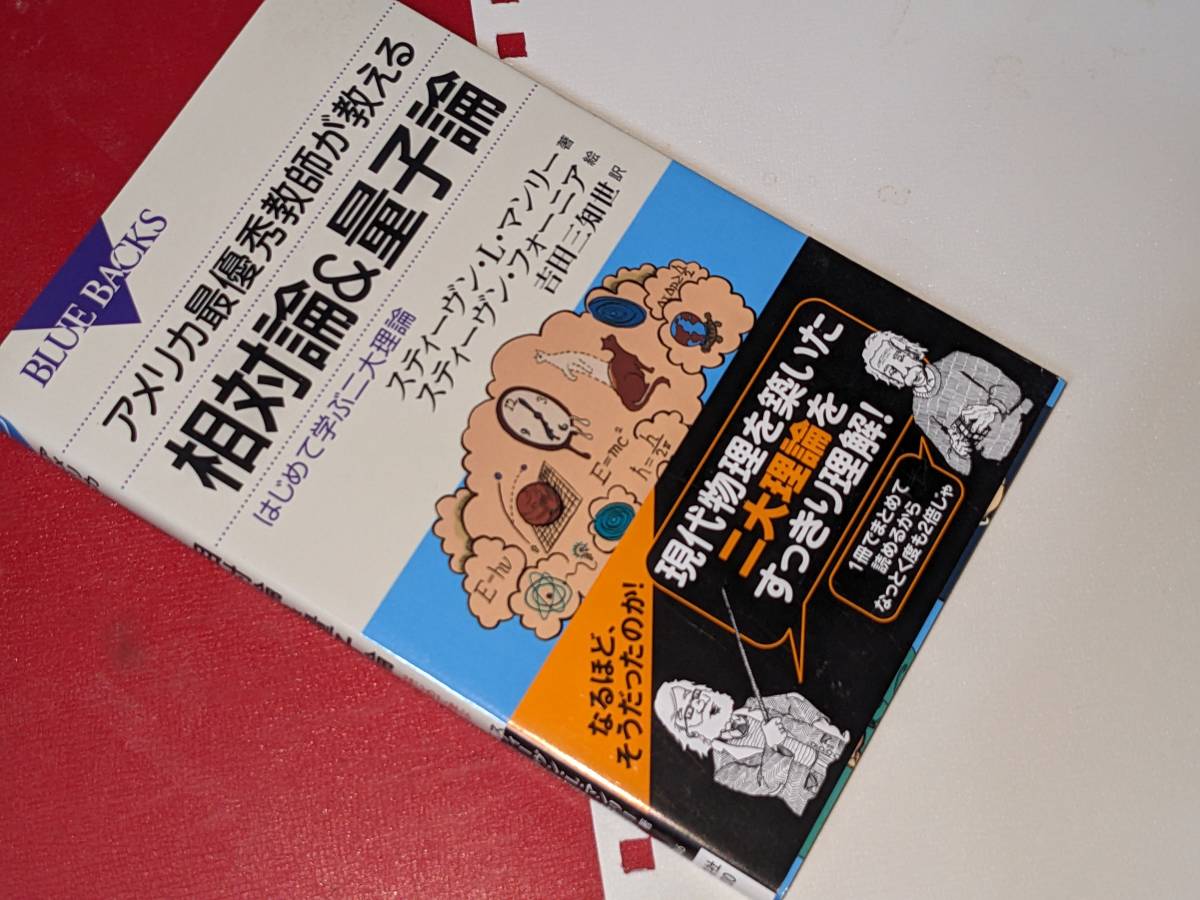 BLUE BACKS
アメリカ最優秀教師が教える
相対論&量子論
はじめて学ぶ二大理論
スティーヴン・L・マンリー 著
スティーヴン・フォーニア 絵
吉田三知世 訳
E=mc²
E=hν
現代物理を築いた
二大理論を
すっきり理解!
1冊でまとめて
読めるから
なっとく度も2倍じゃ
なるほど、
そうだったのか!